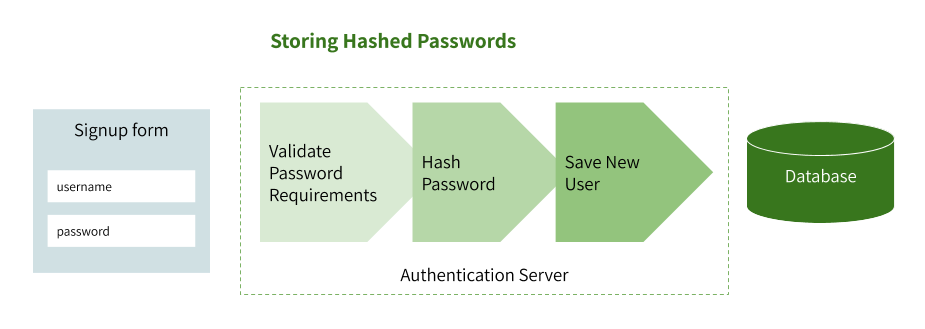 Storing Hashed Passwords
Signup form
username
password
Validate
Password
Requirements
Hash
Password
Save New
User
Authentication Server
Database